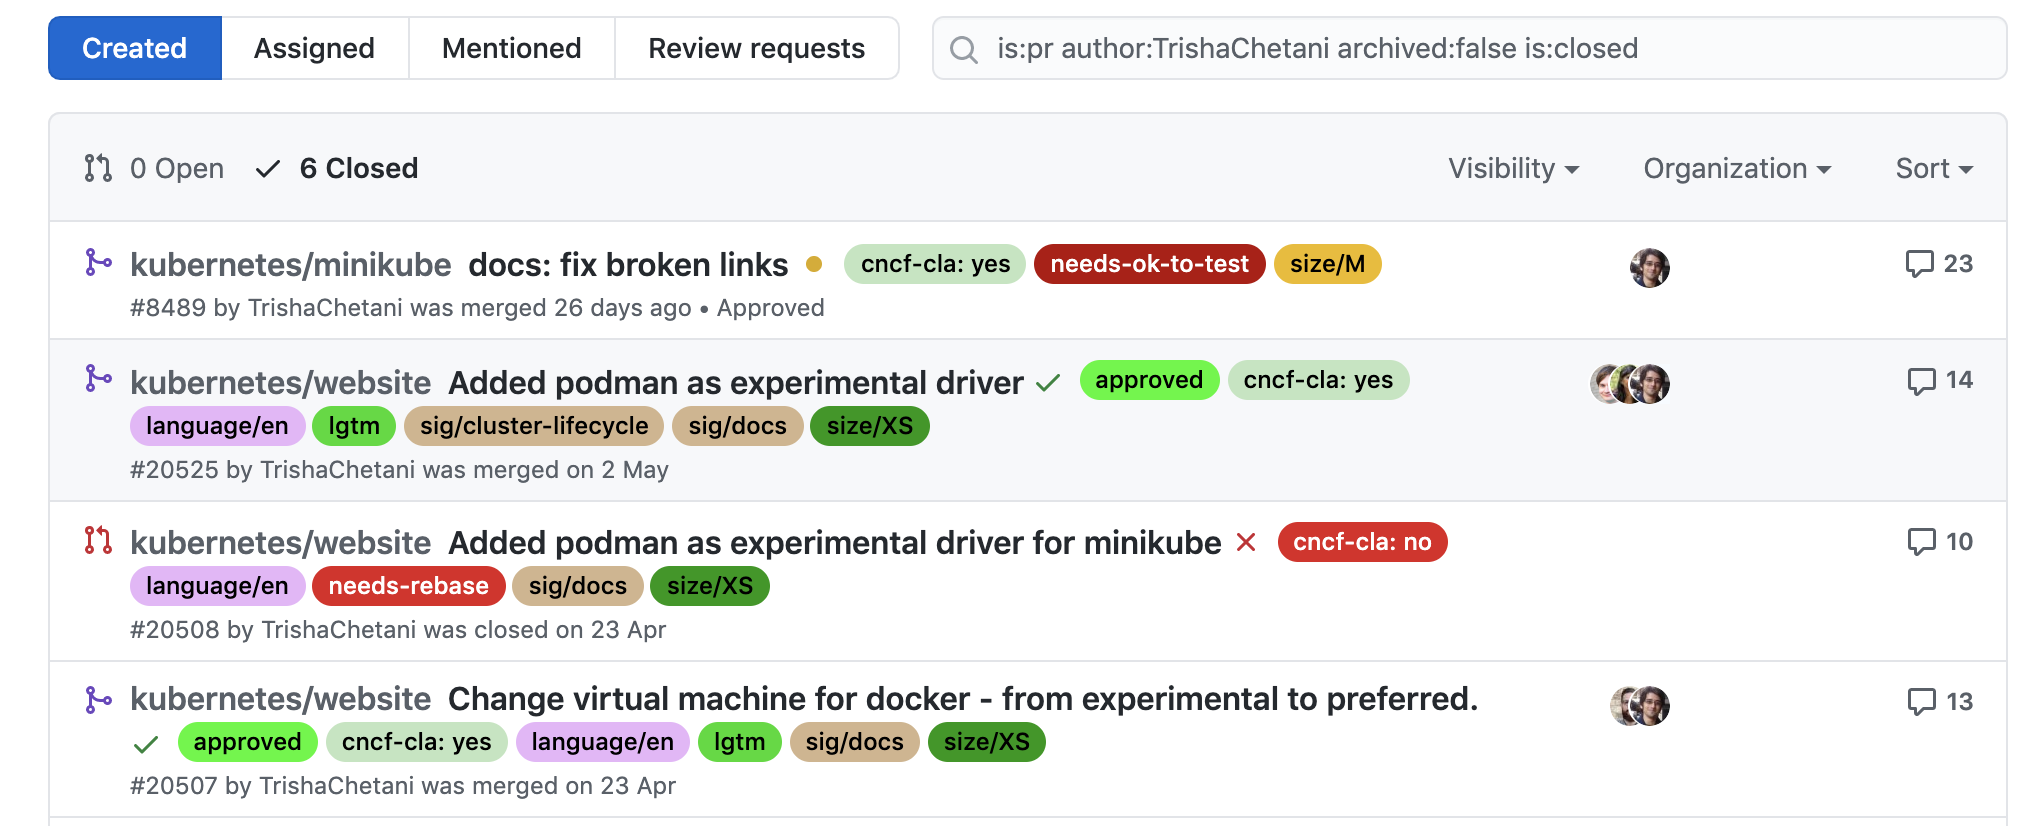 Created Assigned Mentioned Review requests is:pr author:TrishaChetani archived:false is:closed
0 Open 6 Closed Visibility Organization Sort
kubernetes/minikube docs: fix broken links cncf-cla: yes needs-ok-to-test size/M 23
#8489 by TrishaChetani was merged 26 days ago • Approved
kubernetes/website Added podman as experimental driver approved cncf-cla: yes 14
language/en lgtm sig/cluster-lifecycle sig/docs size/XS
#20525 by TrishaChetani was merged on 2 May
kubernetes/website Added podman as experimental driver for minikube cncf-cla: no 10
language/en needs-rebase sig/docs size/XS
#20508 by TrishaChetani was closed on 23 Apr
kubernetes/website Change virtual machine for docker - from experimental to preferred. 13
approved cncf-cla: yes language/en lgtm sig/docs size/XS
#20507 by TrishaChetani was merged on 23 Apr